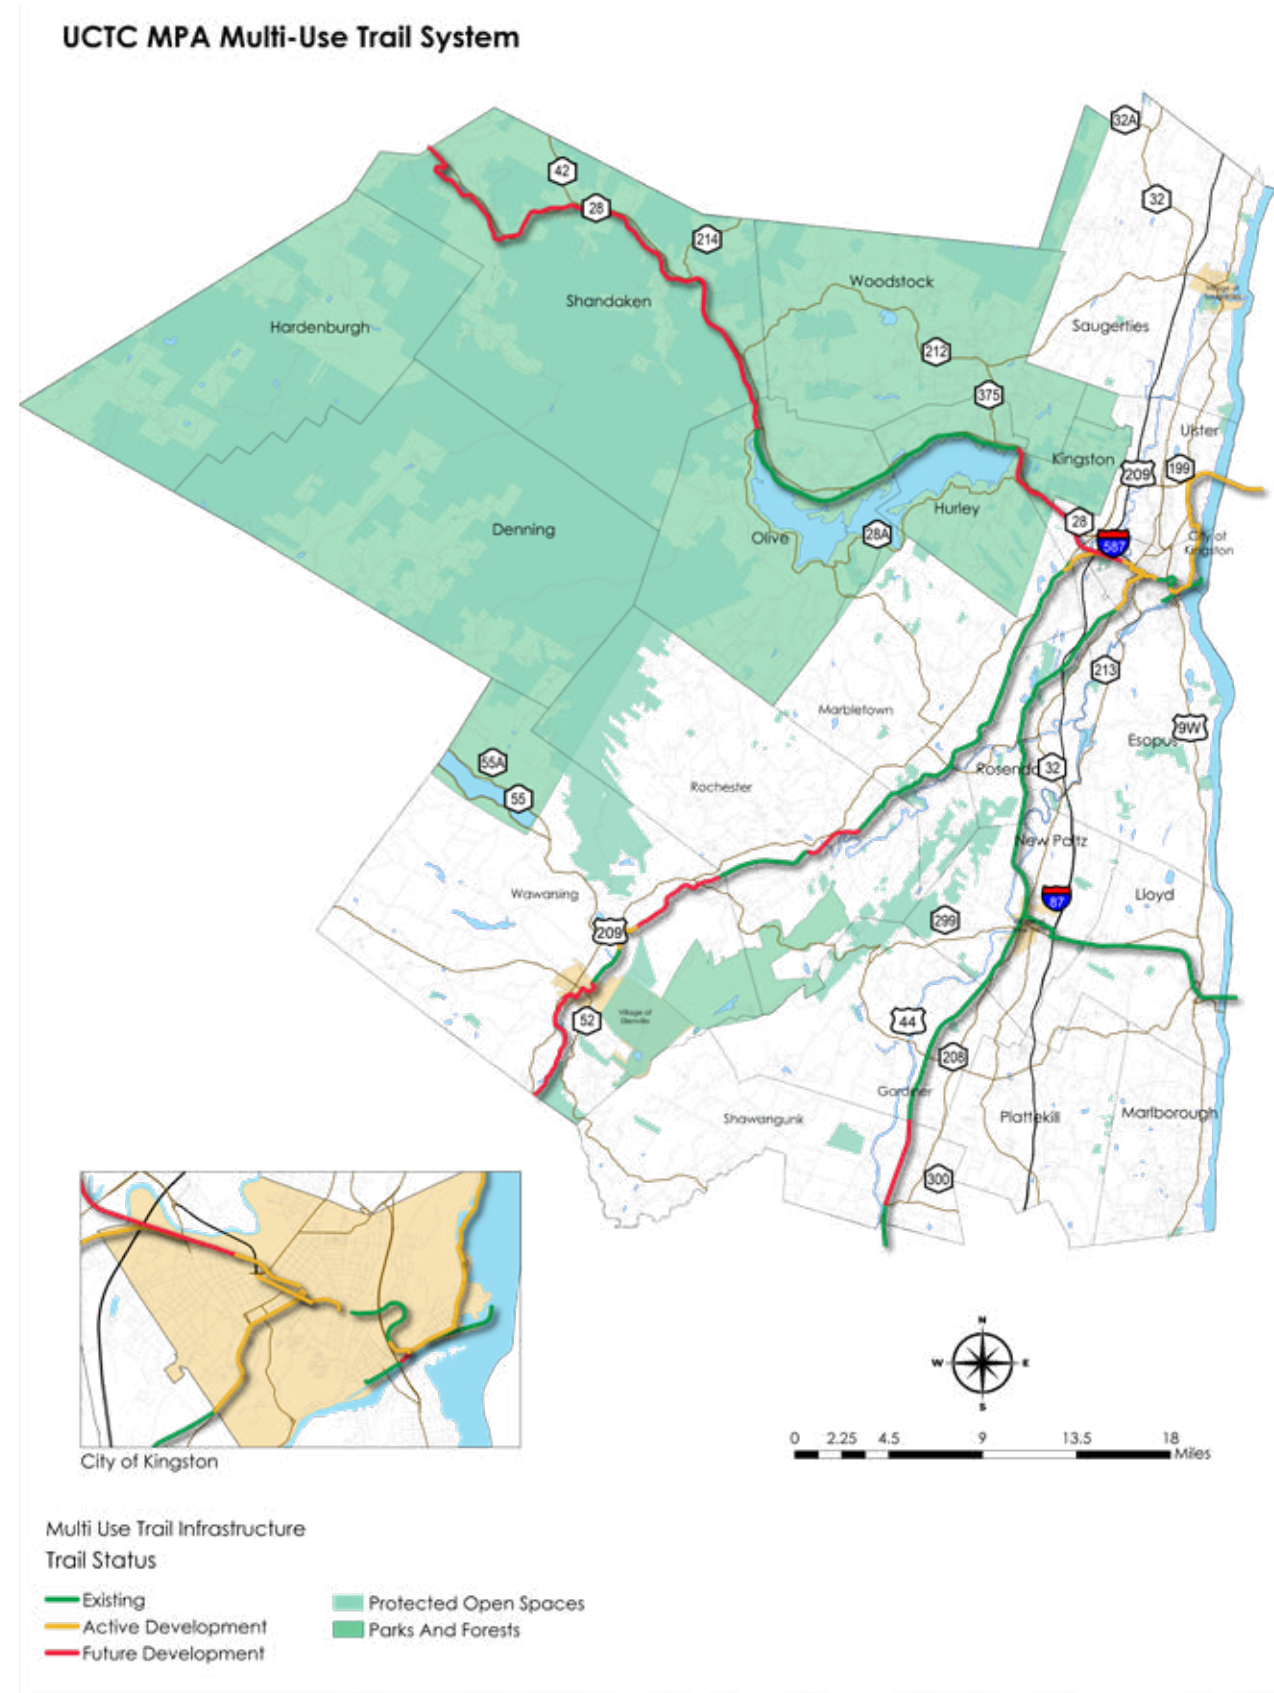 UCTC MPA Multi-Use Trail System
32A
42
28
32
214
Woodstock
Shandaken
Hardenburgh
Saugerties
212
375
Ulster
Kingston
209
199
Hurley
Denning
28
Olive
28A
587
City of
Kingston
213
Marbletown
9W
Esopus
55A
Rosendale
32
55
Rochester
New Paltz
Wawarsing
87
Lloyd
299
209
52
Village of
Ellenville
44
208
Gardiner
Shawangunk
Plattekill
Marlborough
300
City of Kingston
N
W
E
S
0 2.25 4.5 9 13.5 18
Miles
Multi Use Trail Infrastructure
Trail Status
Existing
Active Development
Future Development
Protected Open Spaces
Parks And Forests